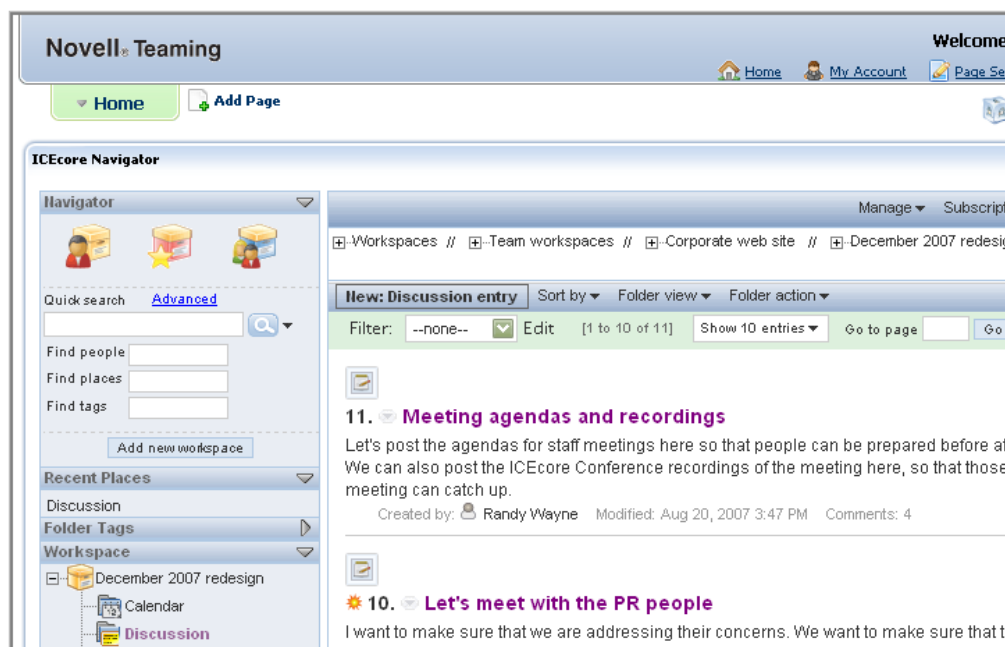 Novell® Teaming
Welcome
Home My Account Page Se
Home Add Page
ICEcore Navigator
Navigator
Manage Subscript
Workspaces // Team workspaces // Corporate web site // December 2007 redesig
Quick search Advanced
New: Discussion entry Sort by Folder view Folder action
Filter: --none-- Edit [1 to 10 of 11] Show 10 entries Go to page Go
Find people
Find places
Find tags
Add new workspace
Recent Places
Discussion
Folder Tags
Workspace
December 2007 redesign
Calendar
Discussion
11. Meeting agendas and recordings
Let's post the agendas for staff meetings here so that people can be prepared before at
We can also post the ICEcore Conference recordings of the meeting here, so that those
meeting can catch up.
Created by: Randy Wayne Modified: Aug 20, 2007 3:47 PM Comments: 4
10. Let's meet with the PR people
I want to make sure that we are addressing their concerns. We want to make sure that t